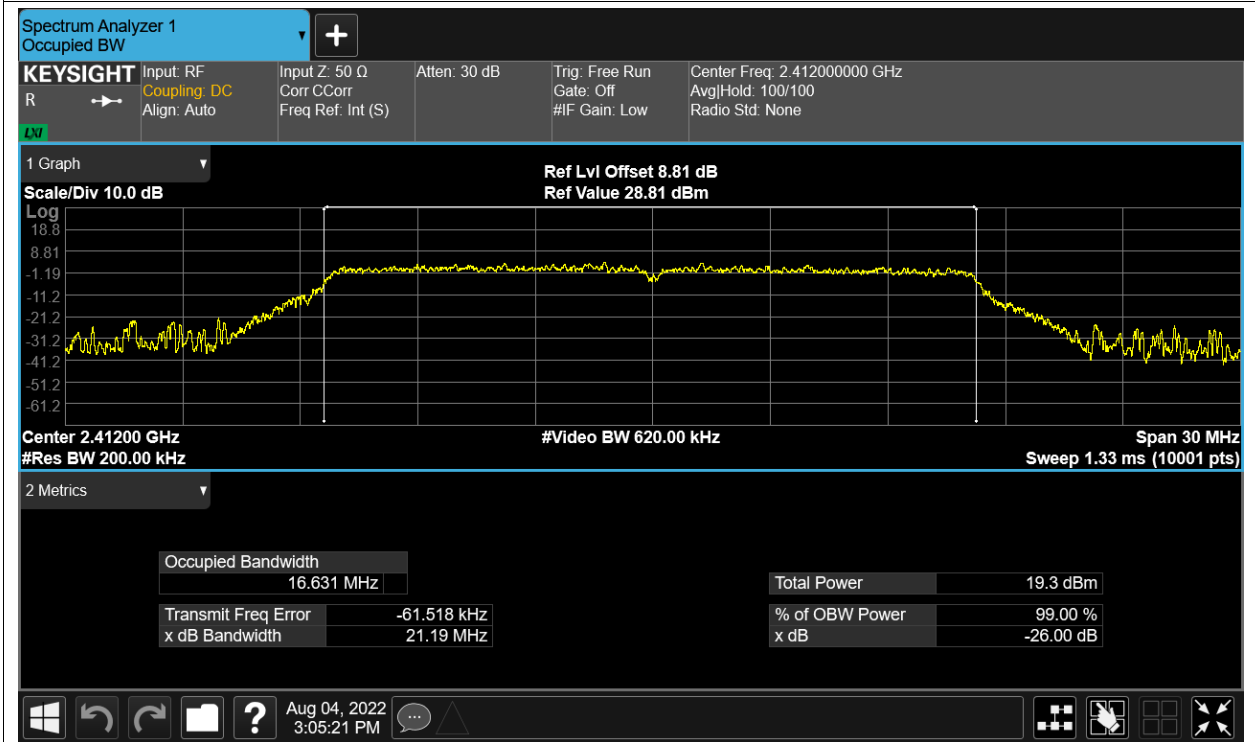 Spectrum Analyzer 1
Occupied BW
KEYSIGHT
R
LXI
Input: RF
Coupling: DC
Align: Auto
Input Z: 50 Ω
Corr CCorr
Freq Ref: Int (S)
Atten: 30 dB
Trig: Free Run
Gate: Off
#IF Gain: Low
Center Freq: 2.412000000 GHz
Avg|Hold: 100/100
Radio Std: None
1 Graph
Scale/Div 10.0 dB
Ref Lvl Offset 8.81 dB
Ref Value 28.81 dBm
Log
18.8
8.81
-1.19
-11.2
-21.2
-31.2
-41.2
-51.2
-61.2
Center 2.41200 GHz
#Res BW 200.00 kHz
#Video BW 620.00 kHz
Span 30 MHz
Sweep 1.33 ms (10001 pts)
2 Metrics
Occupied Bandwidth
16.631 MHz
Transmit Freq Error -61.518 kHz
x dB Bandwidth 21.19 MHz
Total Power 19.3 dBm
% of OBW Power 99.00 %
x dB -26.00 dB
?
Aug 04, 2022
3:05:21 PM